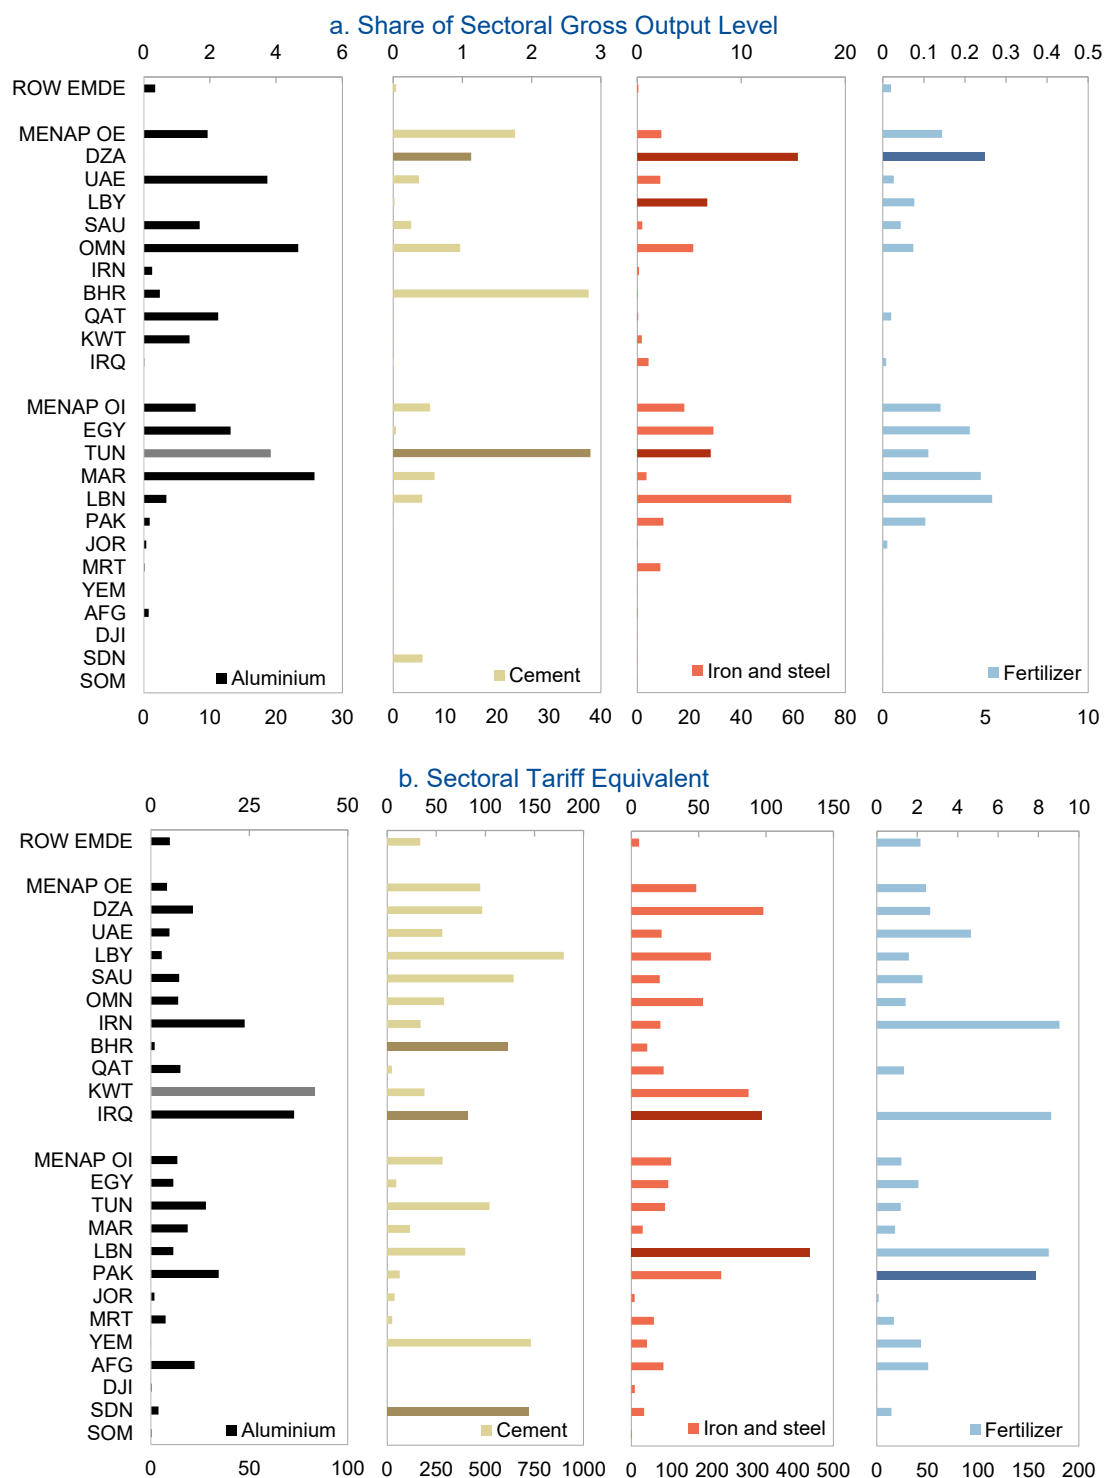 a. Share of Sectoral Gross Output Level
0 2 4 6 0 1 2 3 0 10 20 0 0.1 0.2 0.3 0.4 0.5
ROW EMDE
MENAP OE
DZA
UAE
LBY
SAU
OMN
IRN
BHR
QAT
KWT
IRQ
MENAP OI
EGY
TUN
MAR
LBN
PAK
JOR
MRT
YEM
AFG
DJI
SDN
SOM
Aluminium Cement Iron and steel Fertilizer
0 10 20 30 0 10 20 30 40 0 20 40 60 80 0 5 10
b. Sectoral Tariff Equivalent
0 25 50 0 50 100 150 200 0 50 100 150 0 2 4 6 8 10
ROW EMDE
MENAP OE
DZA
UAE
LBY
SAU
OMN
IRN
BHR
QAT
KWT
IRQ
MENAP OI
EGY
TUN
MAR
LBN
PAK
JOR
MRT
YEM
AFG
DJI
SDN
SOM
Aluminium Cement Iron and steel Fertilizer
0 20 40 60 80 100 0 250 500 750 1000 0 100 200 300 400 500 0 50 100 150 200